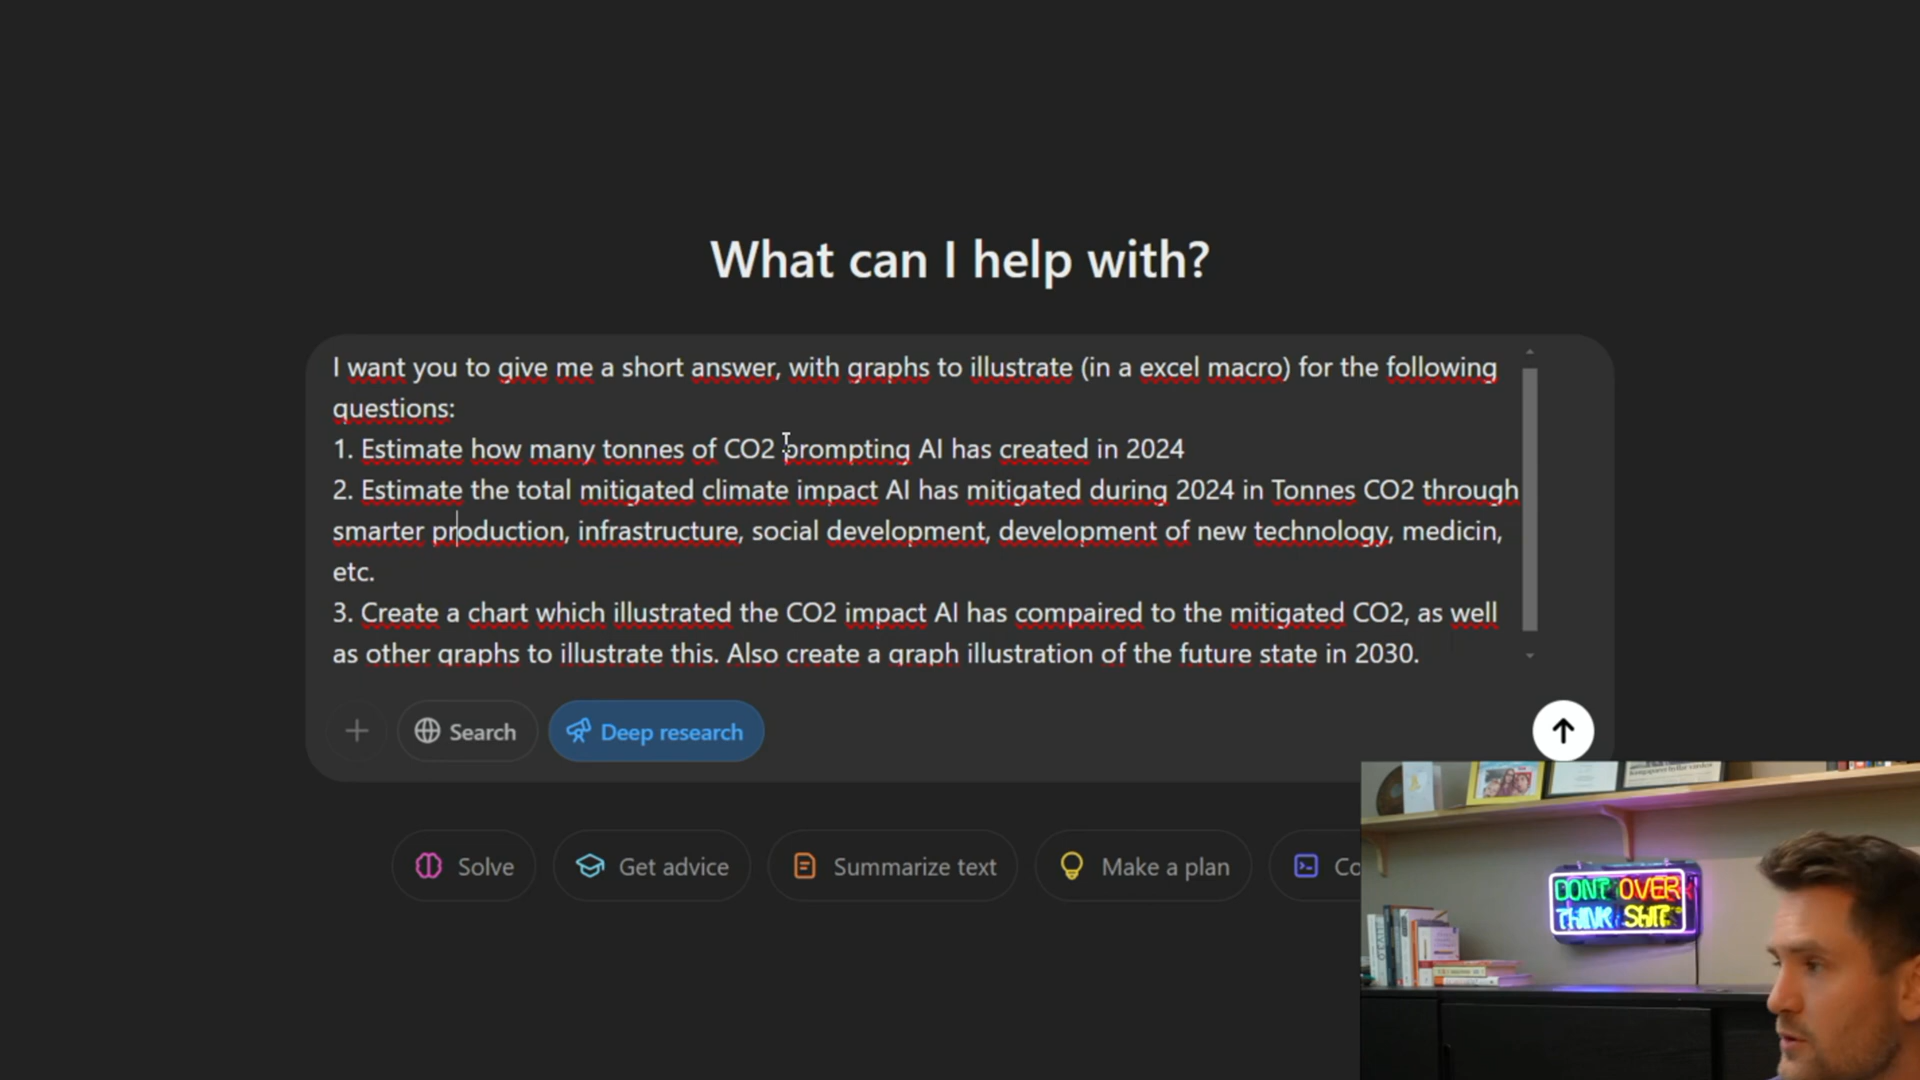 What can I help with?
I want you to give me a short answer, with graphs to illustrate (in a excel macro) for the following
questions:
1. Estimate how many tonnes of CO2 prompting AI has created in 2024
2. Estimate the total mitigated climate impact AI has mitigated during 2024 in Tonnes CO2 through
smarter production, infrastructure, social development, development of new technology, medicin,
etc.
3. Create a chart which illustrated the CO2 impact AI has compaired to the mitigated CO2, as well
as other graphs to illustrate this. Also create a graph illustration of the future state in 2030.
Search
Deep research
Solve
Get advice
Summarize text
Make a plan
Co
DONT OVER
THINK SHIT